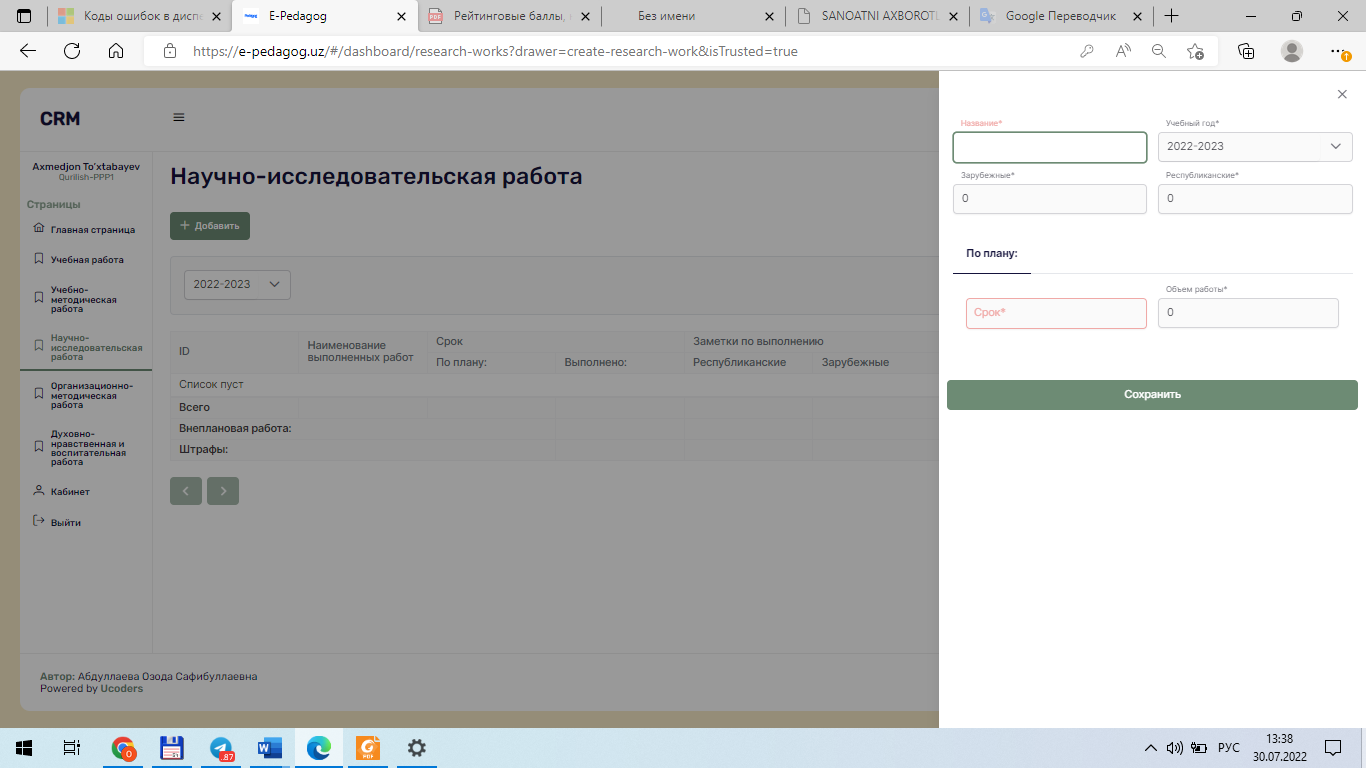 Коды ошибок в диспе
E-Pedagog
Рейтинговые баллы,
Без имени
SANOATNI AXBOROTL
Google Переводчик
https://e-pedagog.uz/#/dashboard/research-works?drawer=create-research-work&isTrusted=true
CRM
Axmedjon To'xtabayev
Qurilish-PPP1
Страницы
Главная страница
Учебная работа
Учебно-
методическая
работа
Научно-
исследовательская
работа
Организационно-
методическая
работа
Духовно-
нравственная и
воспитательная
работа
Кабинет
Выйти
Научно-исследовательская работа
+ Добавить
2022-2023
ID
Наименование
выполненных работ
Срок
Заметки по выполнению
По плану:
Выполнено:
Республиканские
Зарубежные
Список пуст
Всего
Внеплановая работа:
Штрафы:
Автор: Абдуллаева Озода Сафибуллаевна
Powered by Ucoders
Название*
Учебный год*
2022-2023
Зарубежные*
Республиканские*
0
0
По плану:
Объем работы*
Срок*
0
Сохранить
87
РУС
13:38
30.07.2022